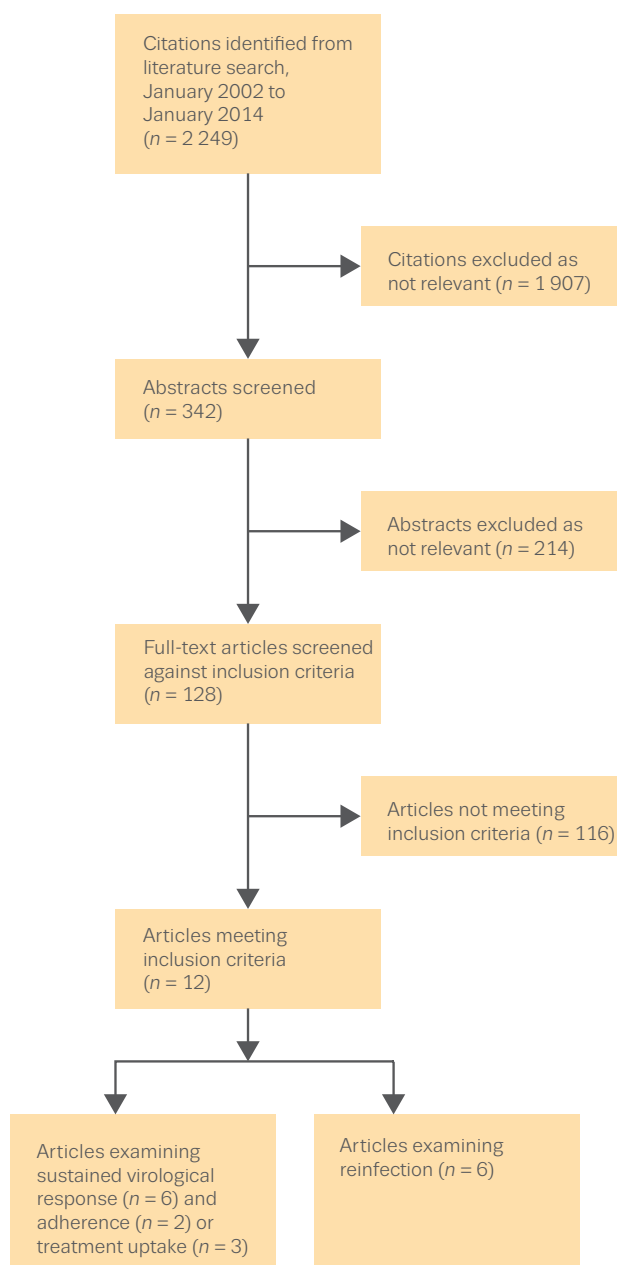 Citations identified from
literature search,
January 2002 to
January 2014
(n = 2 249)
Citations excluded as
not relevant (n = 1 907)
Abstracts screened
(n = 342)
Abstracts excluded as
not relevant (n = 214)
Full-text articles screened
against inclusion criteria
(n = 128)
Articles not meeting
inclusion criteria (n = 116)
Articles meeting
inclusion criteria
(n = 12)
Articles examining
sustained virological
response (n = 6) and
adherence (n = 2) or
treatment uptake (n = 3)
Articles examining
reinfection (n = 6)